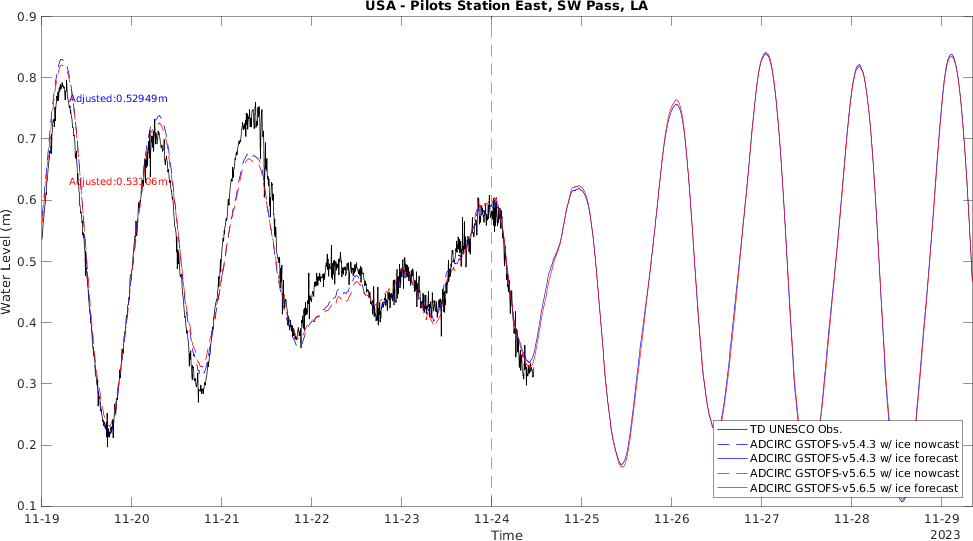 USA - Pilots Station East, SW Pass, LA
0.9
0.8
0.7
0.6
0.5
0.4
0.3
0.2
0.1
Water Level (m)
Adjusted:0.52949m
Adjusted:0.53106m
TD UNESCO Obs.
ADCIRC GSTOFS-v5.4.3 w/ ice nowcast
ADCIRC GSTOFS-v5.4.3 w/ ice forecast
ADCIRC GSTOFS-v5.6.5 w/ ice nowcast
ADCIRC GSTOFS-v5.6.5 w/ ice forecast
11-19 11-20 11-21 11-22 11-23 11-24 11-25 11-26 11-27 11-28 11-29
Time
2023